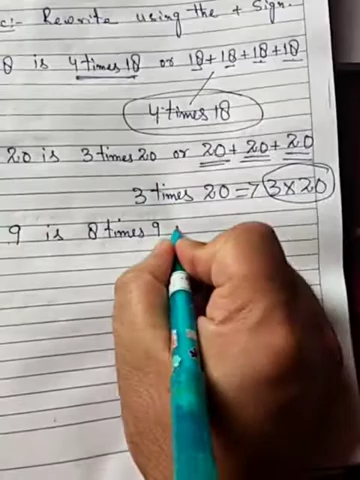 c:- Rewrite using the + Sign.
8 is 4 times 18 or 18+18+18+18
4 times 18
20 is 3 times 20 or 20+20+20
3 times 20 => 3×20
9 is 8 times 9